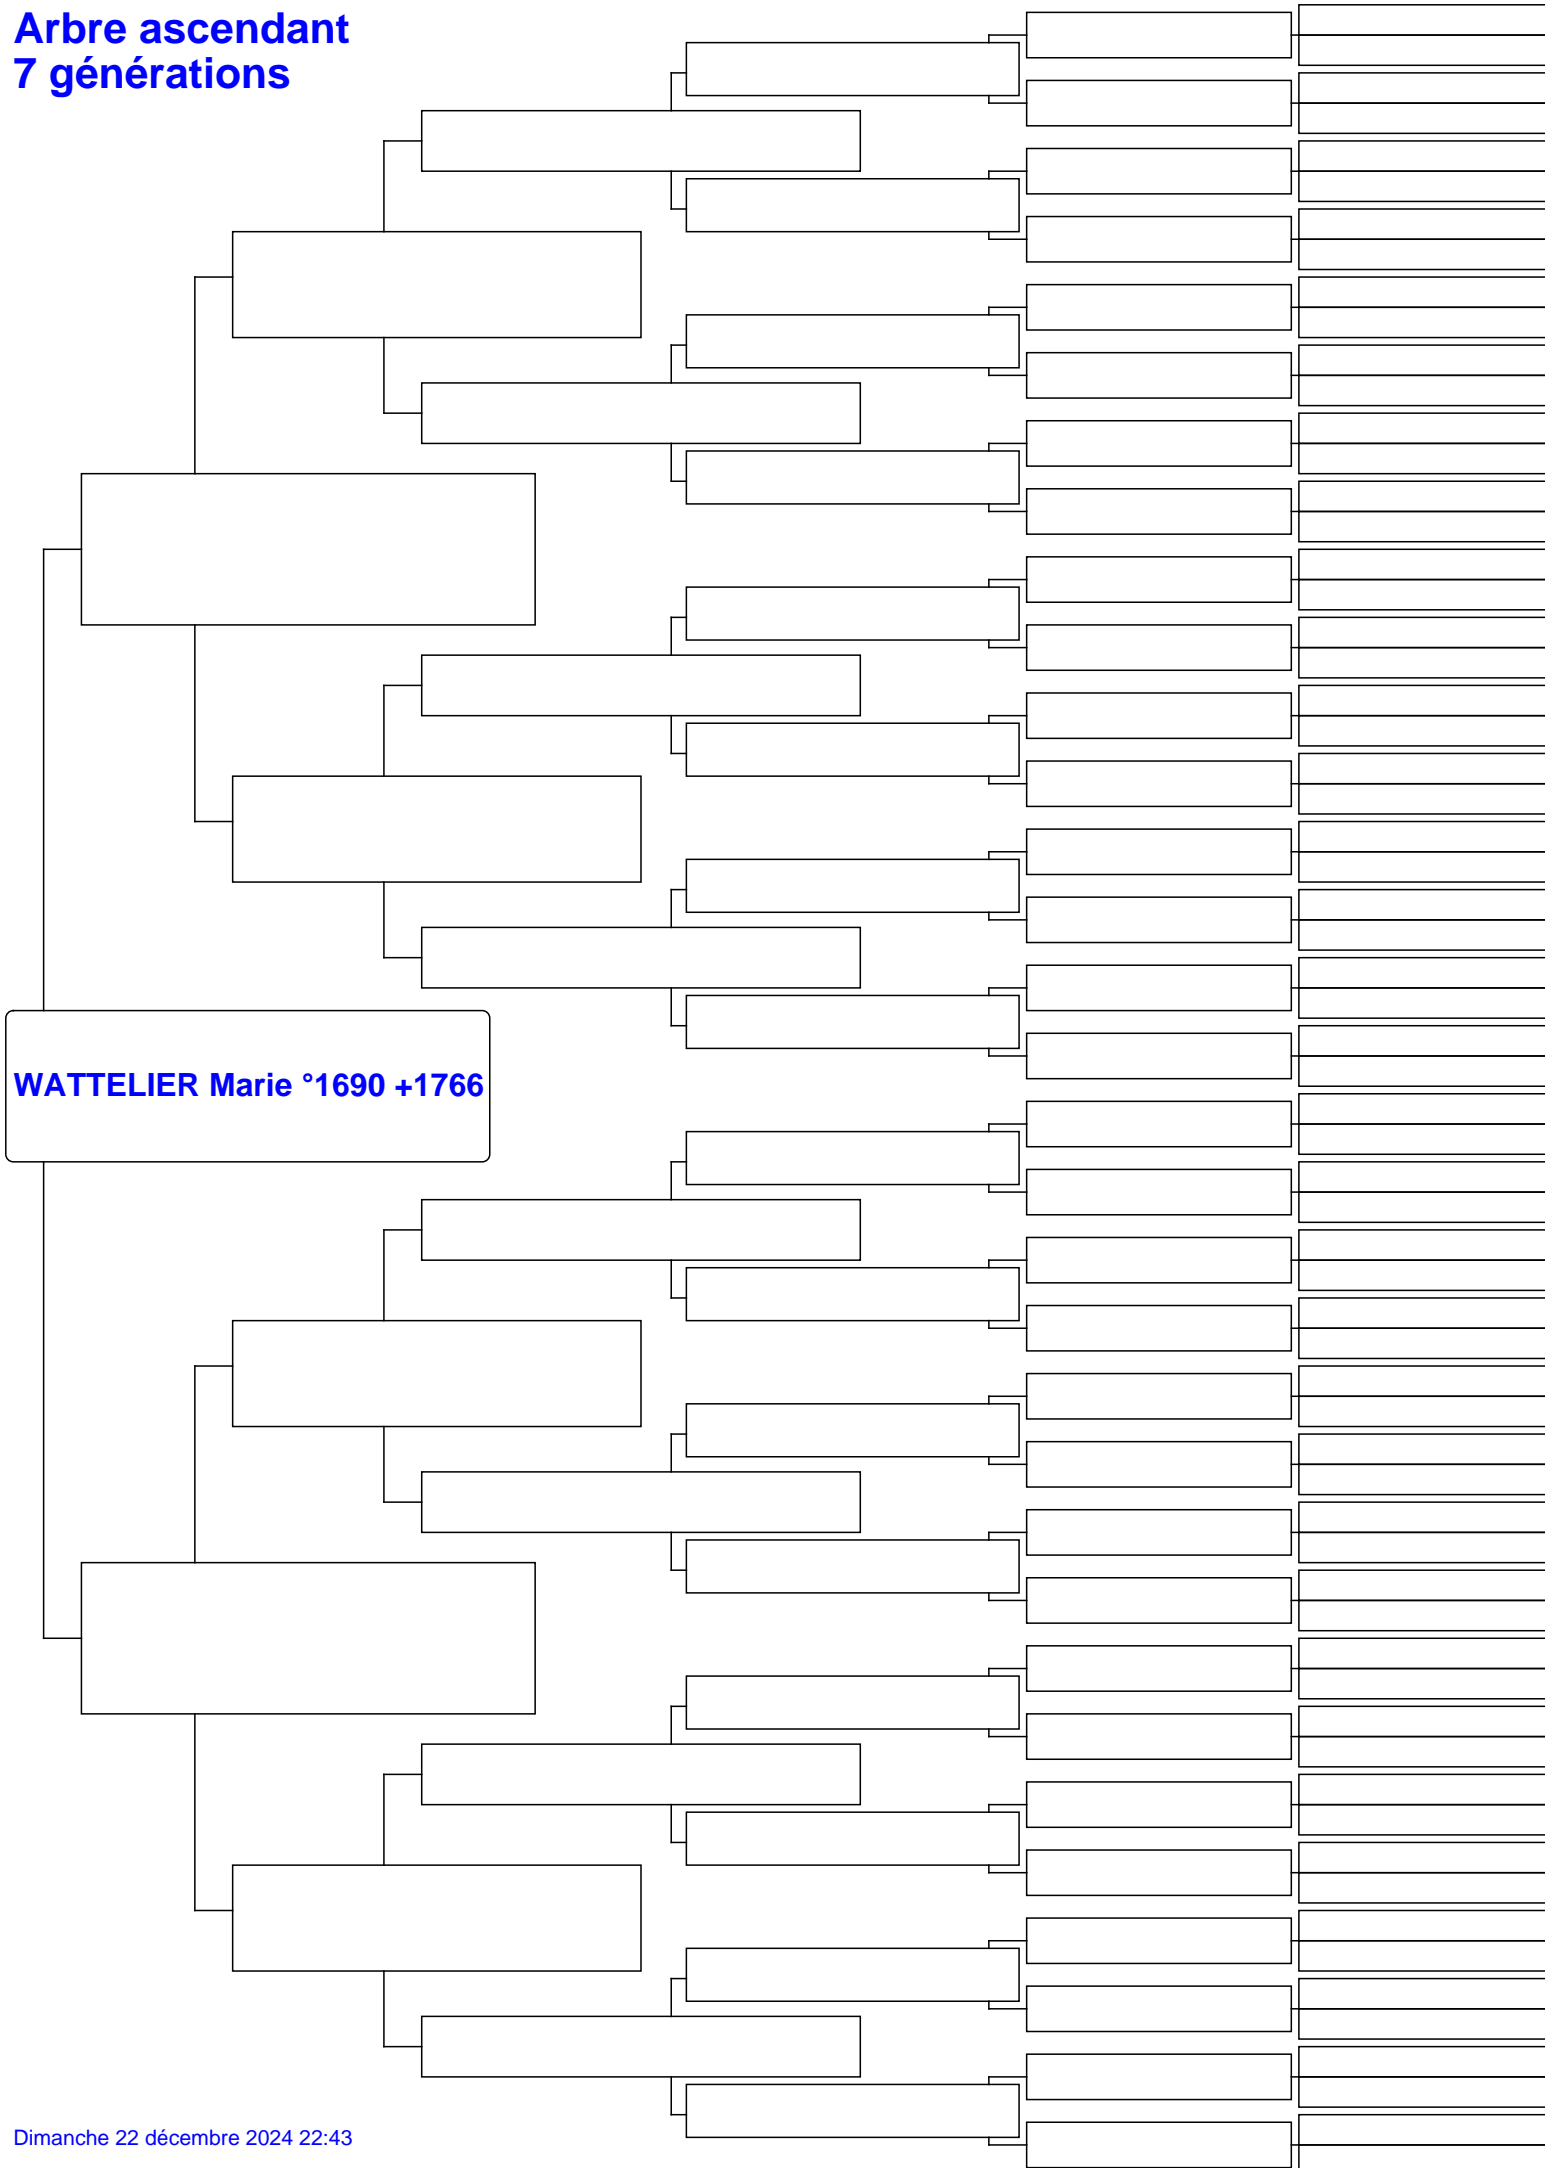 Arbre ascendant
7 générations
WATTELIER Marie °1690 +1766
Dimanche 22 décembre 2024 22:43